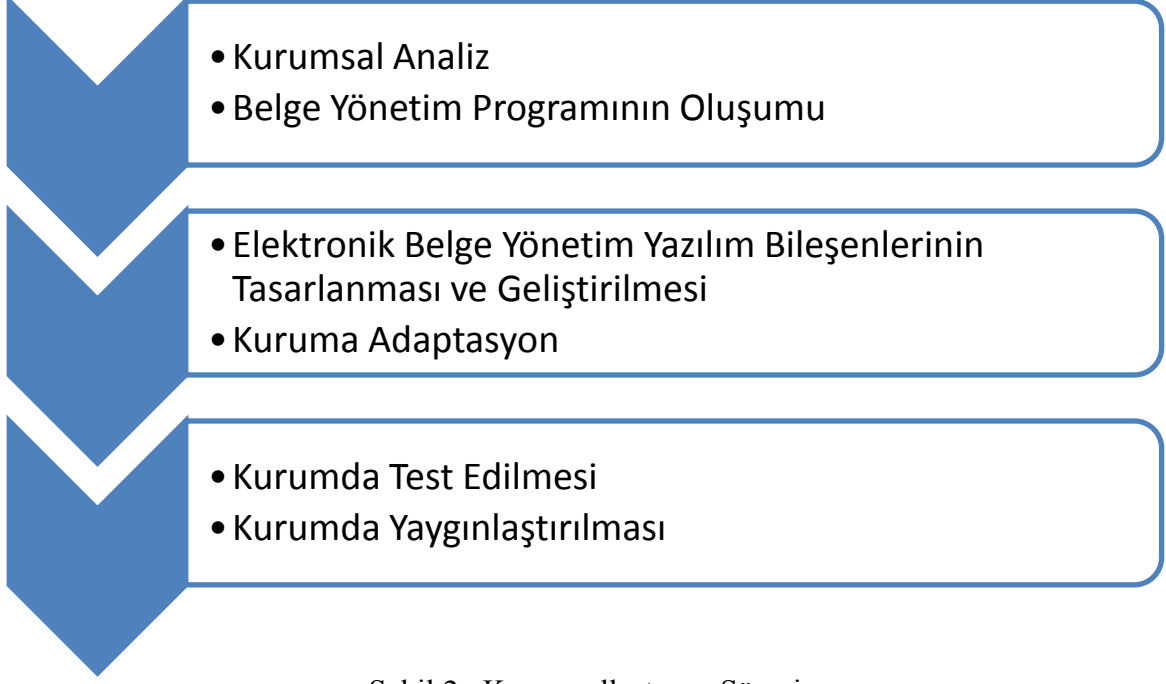 •Kurumsal Analiz
•Belge Yönetim Programının Oluşumu
•Elektronik Belge Yönetim Yazılım Bileşenlerinin
Tasarlanması ve Geliştirilmesi
•Kuruma Adaptasyon
•Kurumda Test Edilmesi
•Kurumda Yaygınlaştırılması